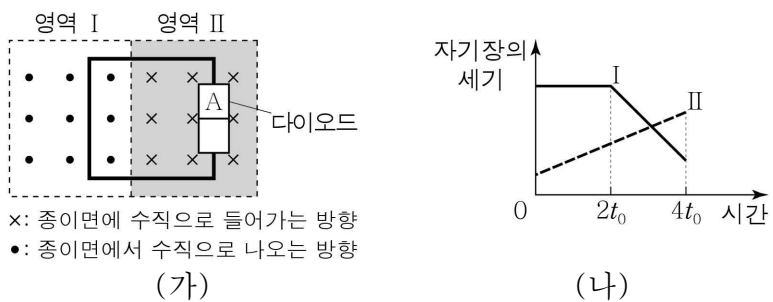 영역 Ⅰ 영역 Ⅱ
A
다이오드
×: 종이면에 수직으로 들어가는 방향
•: 종이면에서 수직으로 나오는 방향
(가)
자기장의
세기
Ⅰ
Ⅱ
0 2t₀ 4t₀ 시간
(나)